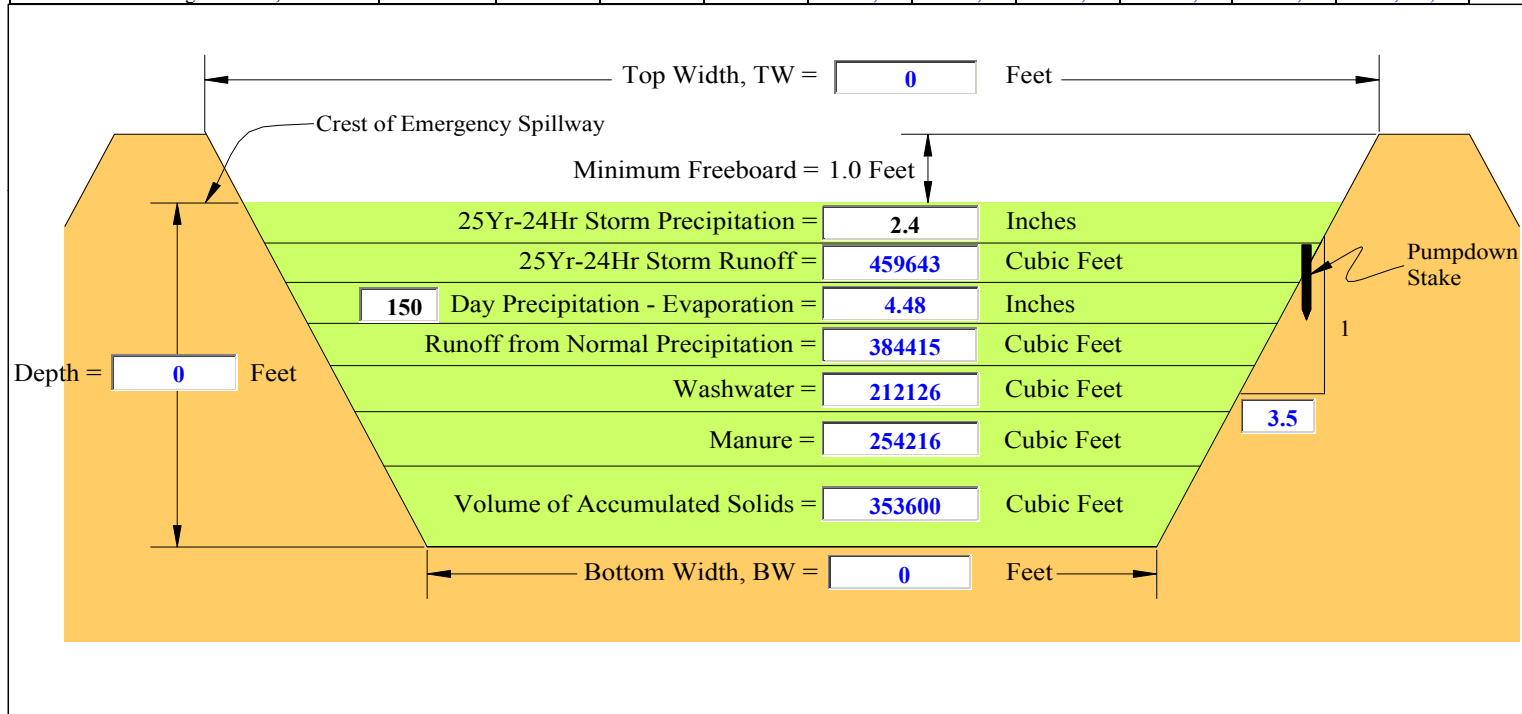 Top Width, TW = 0 Feet
Crest of Emergency Spillway
Minimum Freeboard = 1.0 Feet
25Yr-24Hr Storm Precipitation = 2.4 Inches
25Yr-24Hr Storm Runoff = 459643 Cubic Feet
Pumpdown
Stake
150 Day Precipitation - Evaporation = 4.48 Inches
Runoff from Normal Precipitation = 384415 Cubic Feet
1
Depth = 0 Feet
Washwater = 212126 Cubic Feet
3.5
Manure = 254216 Cubic Feet
Volume of Accumulated Solids = 353600 Cubic Feet
Bottom Width, BW = 0 Feet